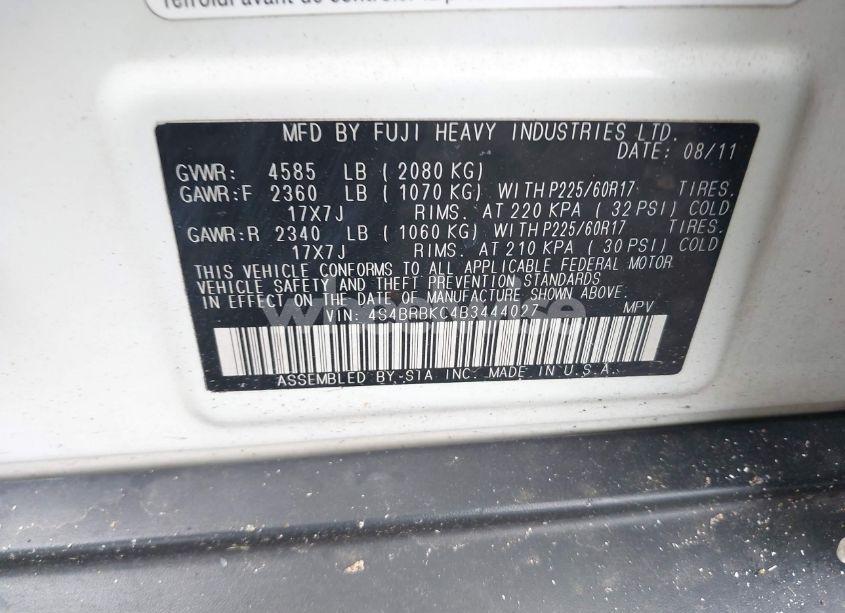 MFD BY FUJI HEAVY INDUSTRIES LTD.
DATE: 08/11
GVWR: 4585 LB ( 2080 KG)
GAWR:F 2360 LB ( 1070 KG) WITH P225/60R17 TIRES.
17X7J RIMS. AT 220 KPA ( 32 PSI) COLD
GAWR:R 2340 LB ( 1060 KG) WITH P225/60R17 TIRES.
17X7J RIMS. AT 210 KPA ( 30 PSI) COLD
THIS VEHICLE CONFORMS TO ALL APPLICABLE FEDERAL MOTOR
VEHICLE SAFETY AND THEFT PREVENTION STANDARDS
IN EFFECT ON THE DATE OF MANUFACTURE SHOWN ABOVE.
VIN: 4S4BRBKC4B3444027 MPV
ASSEMBLED BY SIA INC. MADE IN U.S.A.